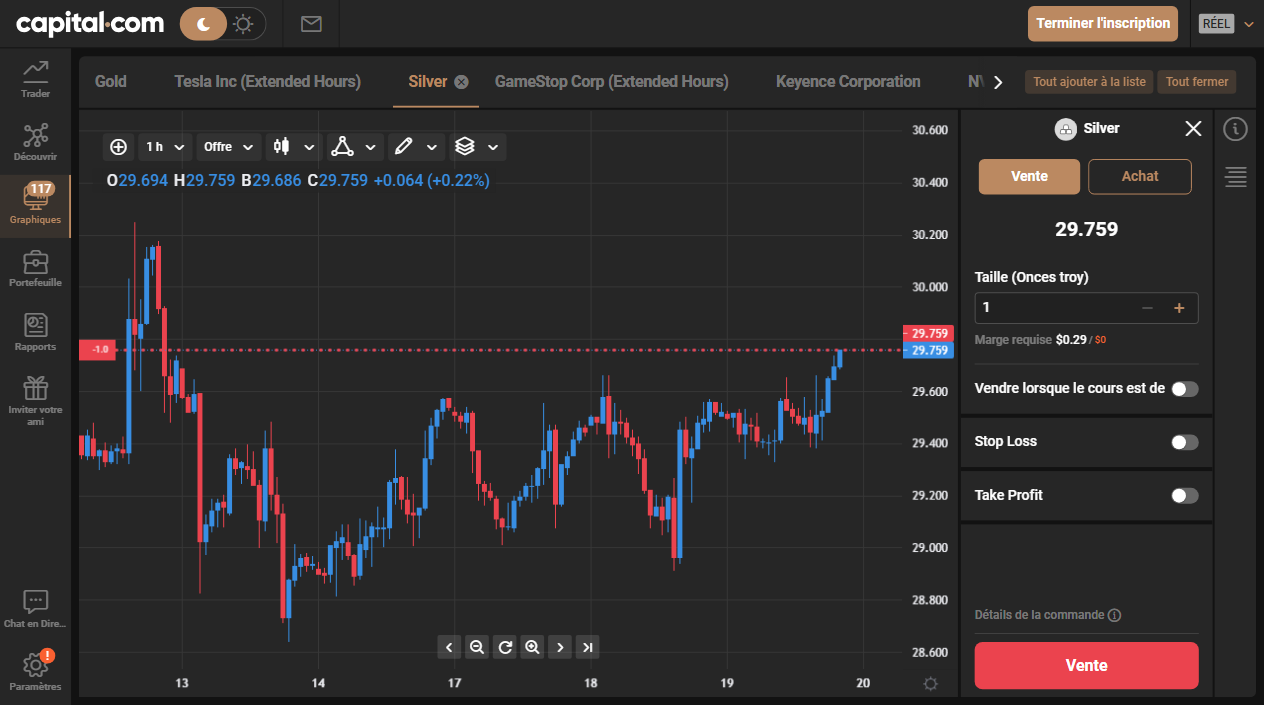 capital.com
Terminer l'inscription
RÉEL
Trader
Découvrir
117
Graphiques
Portefeuille
Rapports
Inviter votre
ami
Chat en Dire...
!
Paramètres
Gold
Tesla Inc (Extended Hours)
Silver
GameStop Corp (Extended Hours)
Keyence Corporation
Tout ajouter à la liste
Tout fermer
1 h
Offre
O29.694 H29.759 B29.686 C29.759 +0.064 (+0.22%)
30.600
30.400
30.200
30.000
29.759
29.759
29.600
29.400
29.200
29.000
28.800
28.600
-1.0
13
14
17
18
19
20
Silver
Vente
Achat
29.759
Taille (Onces troy)
1
Marge requise $0.29 / $0
Vendre lorsque le cours est de
Stop Loss
Take Profit
Détails de la commande
Vente